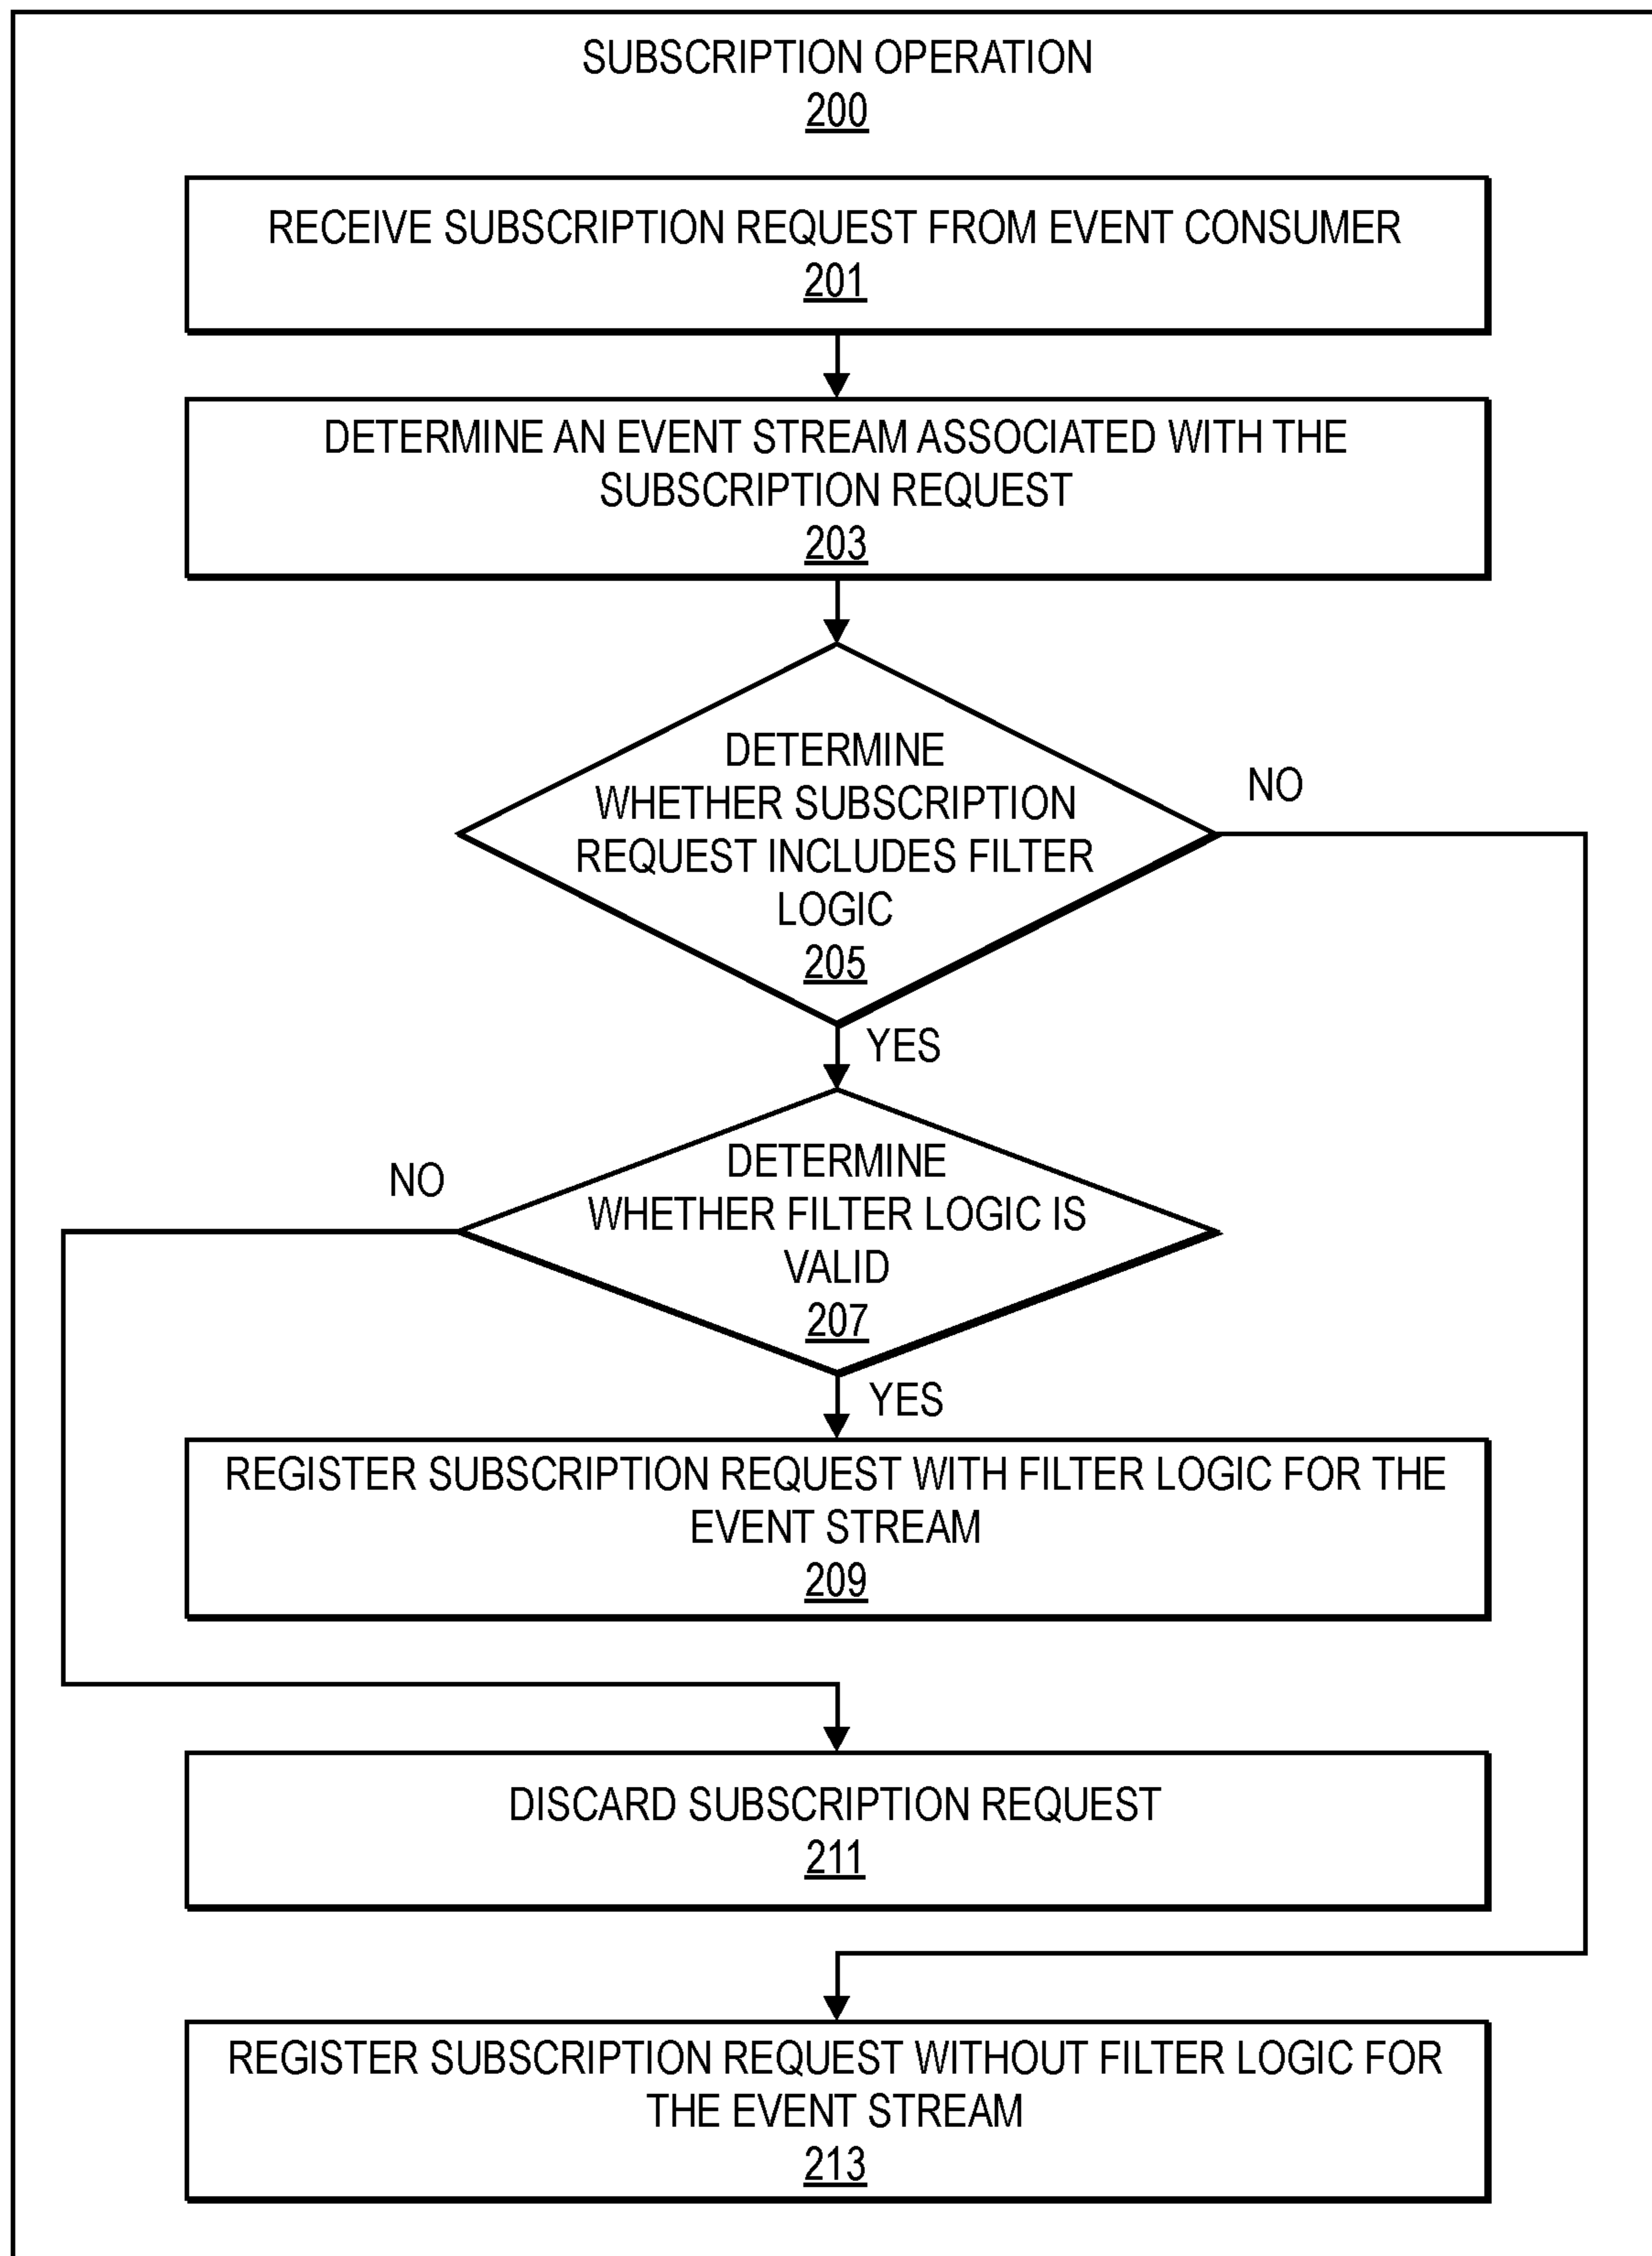 SUBSCRIPTION OPERATION
200
RECEIVE SUBSCRIPTION REQUEST FROM EVENT CONSUMER
201
DETERMINE AN EVENT STREAM ASSOCIATED WITH THE
SUBSCRIPTION REQUEST
203
DETERMINE
WHETHER SUBSCRIPTION
REQUEST INCLUDES FILTER
LOGIC
205
NO
YES
DETERMINE
WHETHER FILTER LOGIC IS
VALID
207
NO
YES
REGISTER SUBSCRIPTION REQUEST WITH FILTER LOGIC FOR THE
EVENT STREAM
209
DISCARD SUBSCRIPTION REQUEST
211
REGISTER SUBSCRIPTION REQUEST WITHOUT FILTER LOGIC FOR
THE EVENT STREAM
213